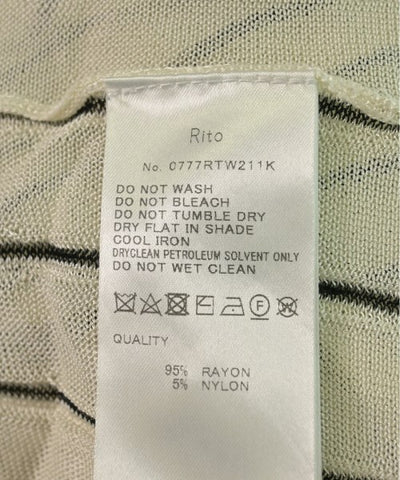 Rito
No. 0777RTW211K
DO NOT WASH
DO NOT BLEACH
DO NOT TUMBLE DRY
DRY FLAT IN SHADE
COOL IRON
DRYCLEAN PETROLEUM SOLVENT ONLY
DO NOT WET CLEAN
F W
QUALITY
95% RAYON
5% NYLON